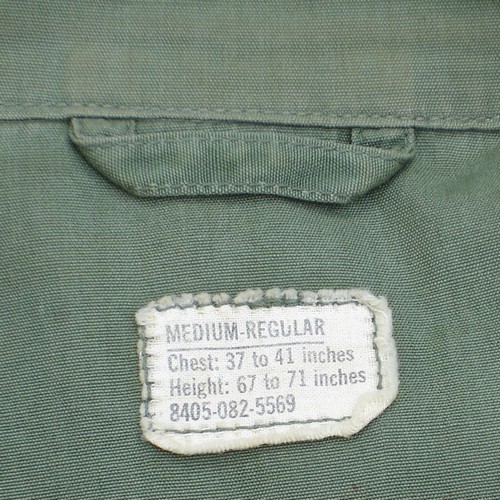 MEDIUM-REGULAR
Chest: 37 to 41 inches
Height: 67 to 71 inches
8405-082-5569